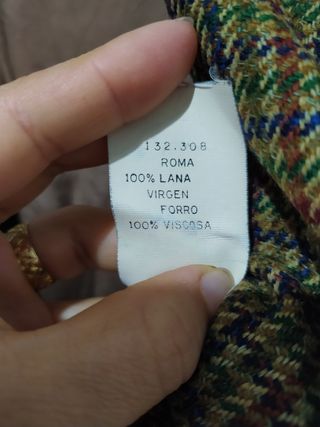 132.308
ROMA
100% LANA
VIRGEN
FORRO
100% VISCOSA